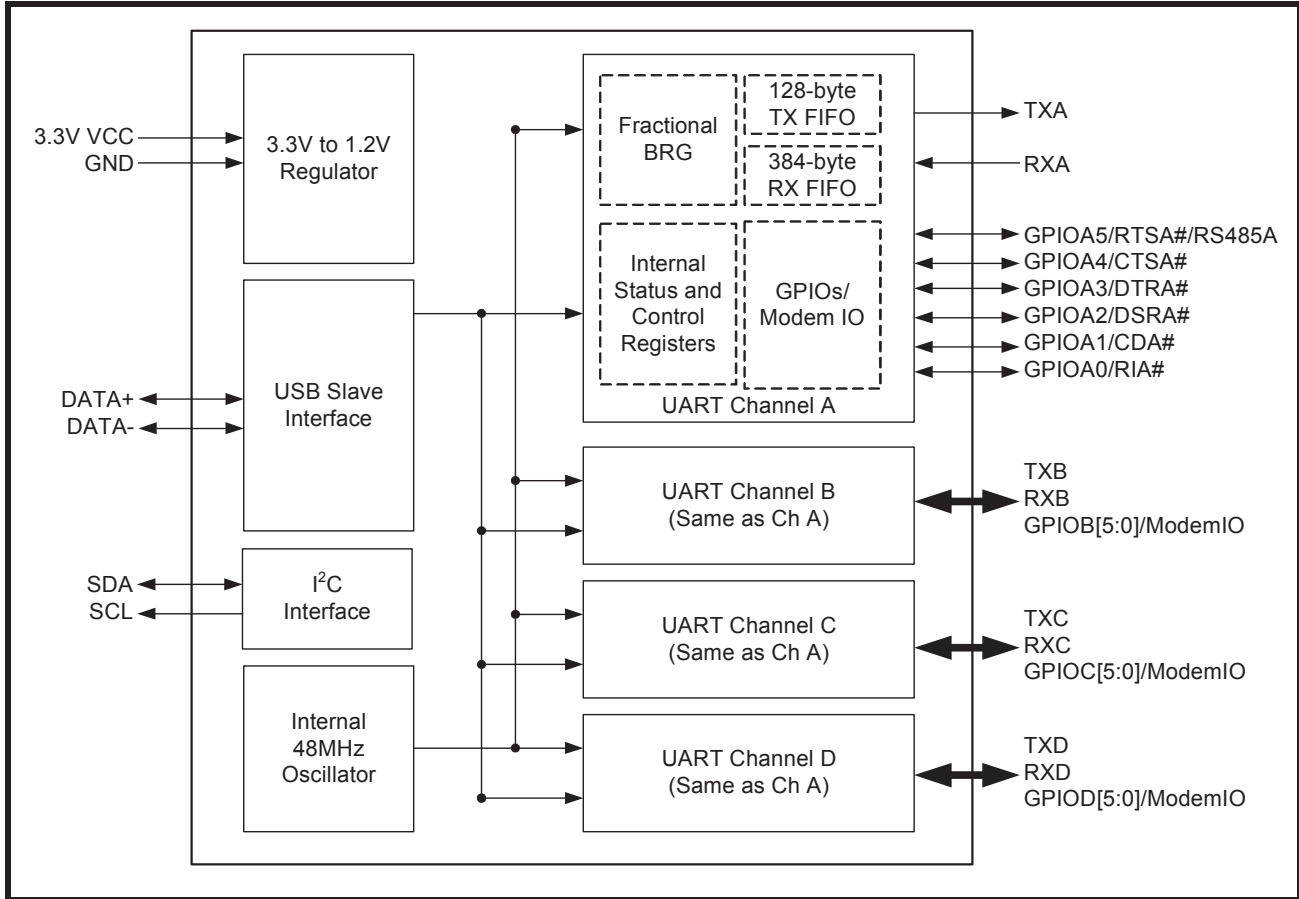 3.3V VCC
GND
3.3V to 1.2V
Regulator
DATA+
DATA-
USB Slave
Interface
SDA
SCL
I²C
Interface
Internal
48MHz
Oscillator
Fractional
BRG
128-byte
TX FIFO
384-byte
RX FIFO
Internal
Status and
Control
Registers
GPIOs/
Modem IO
UART Channel A
TXA
RXA
GPIOA5/RTSA#/RS485A
GPIOA4/CTSA#
GPIOA3/DTRA#
GPIOA2/DSRA#
GPIOA1/CDA#
GPIOA0/RIA#
UART Channel B
(Same as Ch A)
TXB
RXB
GPIOB[5:0]/ModemIO
UART Channel C
(Same as Ch A)
TXC
RXC
GPIOC[5:0]/ModemIO
UART Channel D
(Same as Ch A)
TXD
RXD
GPIOD[5:0]/ModemIO